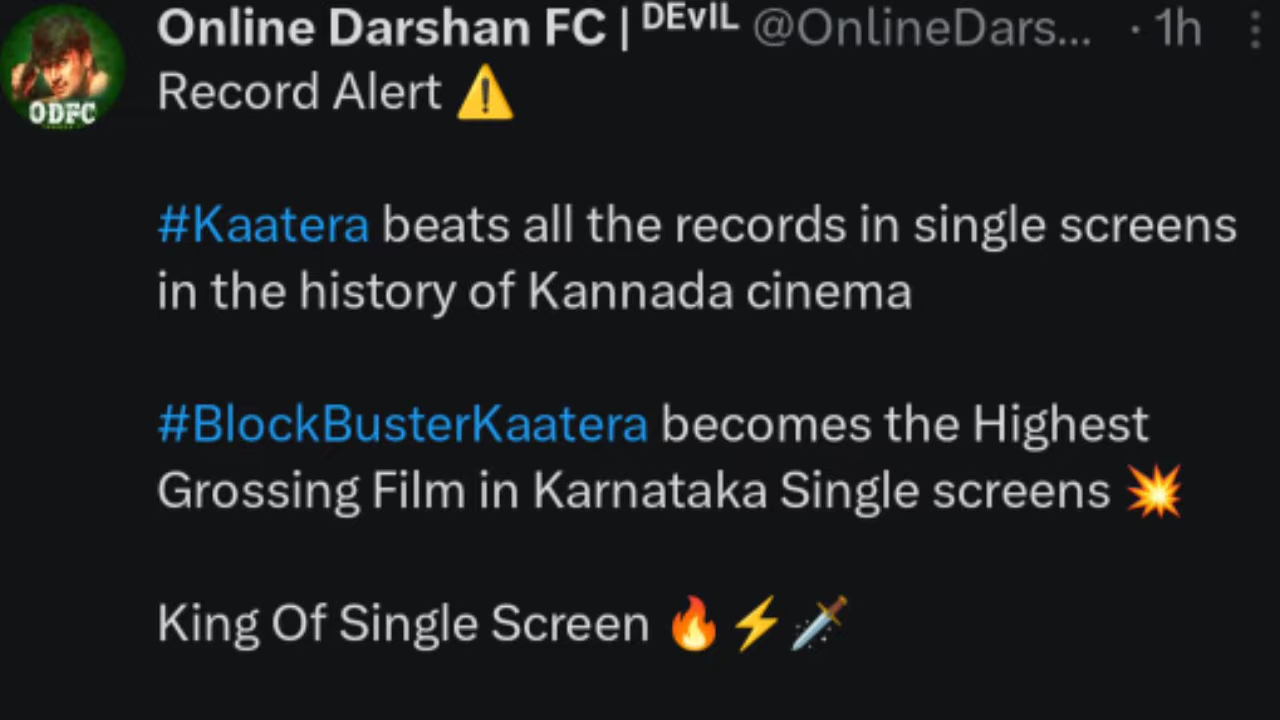 Online Darshan FC | ᴰᴱᵛᴵᴸ @OnlineDars... · 1h
ODFC
Record Alert ⚠️
#Kaatera beats all the records in single screens
in the history of Kannada cinema
#BlockBusterKaatera becomes the Highest
Grossing Film in Karnataka Single screens 💥
King Of Single Screen 🔥⚡🗡️